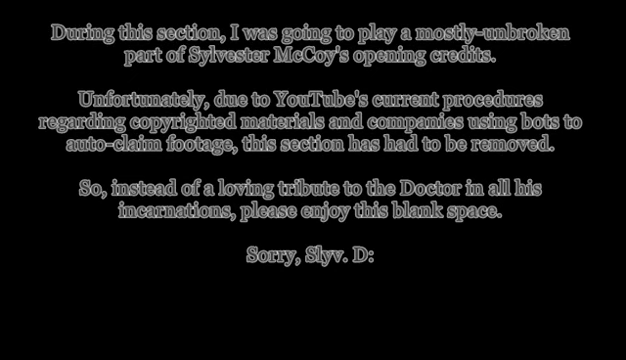 During this section, I was going to play a mostly-unbroken
part of Sylvester McCoy's opening credits.
Unfortunately, due to YouTube's current procedures
regarding copyrighted materials and companies using bots to
auto-claim footage, this section has had to be removed.
So, instead of a loving tribute to the Doctor in all his
incarnations, please enjoy this blank space.
Sorry, Slyv. D: